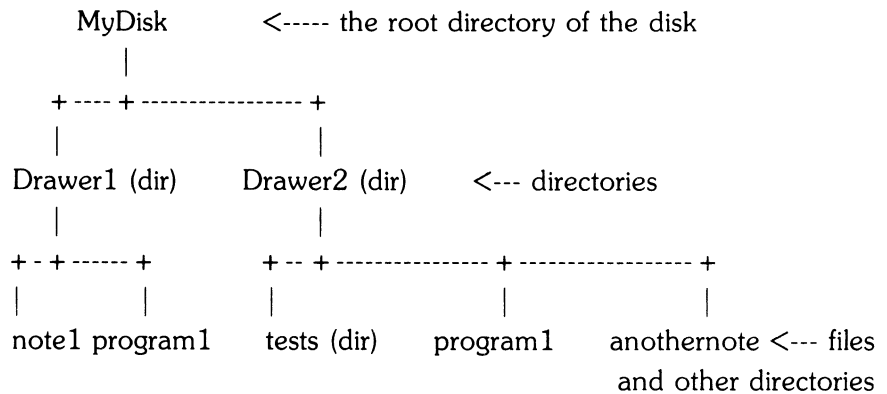 MyDisk <----- the root directory of the disk
|
+ ---- + ----------------- +
| |
Drawer1 (dir) Drawer2 (dir) <--- directories
| |
+ - + ------ + + -- + ----------------- + ------------------ +
| | | | |
note1 program1 tests (dir) program1 anothernote <--- files
and other directories